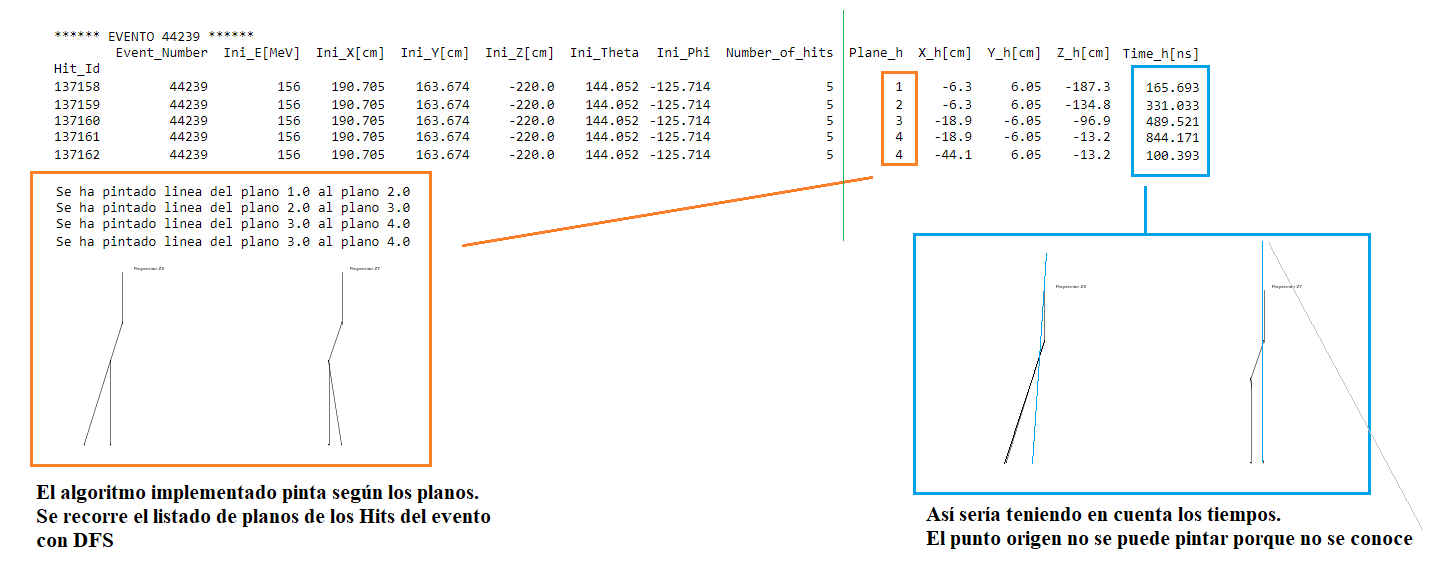 ****** EVENTO 44239 ******
Event_Number Ini_E[MeV] Ini_X[cm] Ini_Y[cm] Ini_Z[cm] Ini_Theta Ini_Phi Number_of_hits Plane_h X_h[cm] Y_h[cm] Z_h[cm] Time_h[ns]
Hit_Id
137158 44239 156 190.705 163.674 -220.0 144.052 -125.714 5 1 -6.3 6.05 -187.3 165.693
137159 44239 156 190.705 163.674 -220.0 144.052 -125.714 5 2 -6.3 6.05 -134.8 331.033
137160 44239 156 190.705 163.674 -220.0 144.052 -125.714 5 3 -18.9 -6.05 -96.9 489.521
137161 44239 156 190.705 163.674 -220.0 144.052 -125.714 5 4 -18.9 -6.05 -13.2 844.171
137162 44239 156 190.705 163.674 -220.0 144.052 -125.714 5 4 -44.1 6.05 -13.2 100.393
Se ha pintado linea del plano 1.0 al plano 2.0
Se ha pintado linea del plano 2.0 al plano 3.0
Se ha pintado linea del plano 3.0 al plano 4.0
Se ha pintado linea del plano 3.0 al plano 4.0
Proyeccion ZX
Proyeccion ZY
El algoritmo implementado pinta según los planos.
Se recorre el listado de planos de los Hits del evento
con DFS
Proyeccion ZX
Proyeccion ZY
Así sería teniendo en cuenta los tiempos.
El punto origen no se puede pintar porque no se conoce